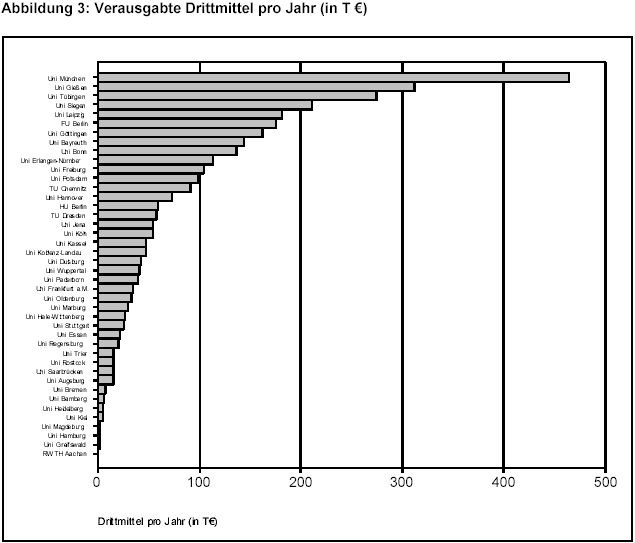 Abbildung 3: Verausgabte Drittmittel pro Jahr (in T €)
Uni München
Uni Gießen
Uni Tübingen
Uni Siegen
Uni Leipzig
FU Berlin
Uni Göttingen
Uni Bayreuth
Uni Bonn
Uni Erlangen-Nürnber
Uni Freiburg
Uni Potsdam
TU Chemnitz
Uni Hannover
HU Berlin
TU Dresden
Uni Jena
Uni Köln
Uni Kassel
Uni Koblenz-Landau
Uni Duisburg
Uni Wuppertal
Uni Paderborn
Uni Frankfurt a.M.
Uni Oldenburg
Uni Marburg
Uni Halle-Wittenberg
Uni Stuttgart
Uni Essen
Uni Regensburg
Uni Trier
Uni Rostock
Uni Saarbrücken
Uni Augsburg
Uni Bremen
Uni Bamberg
Uni Heidelberg
Uni Kiel
Uni Magdeburg
Uni Hamburg
Uni Greifswald
RWTH Aachen
0 100 200 300 400 500
Drittmittel pro Jahr (in T€)